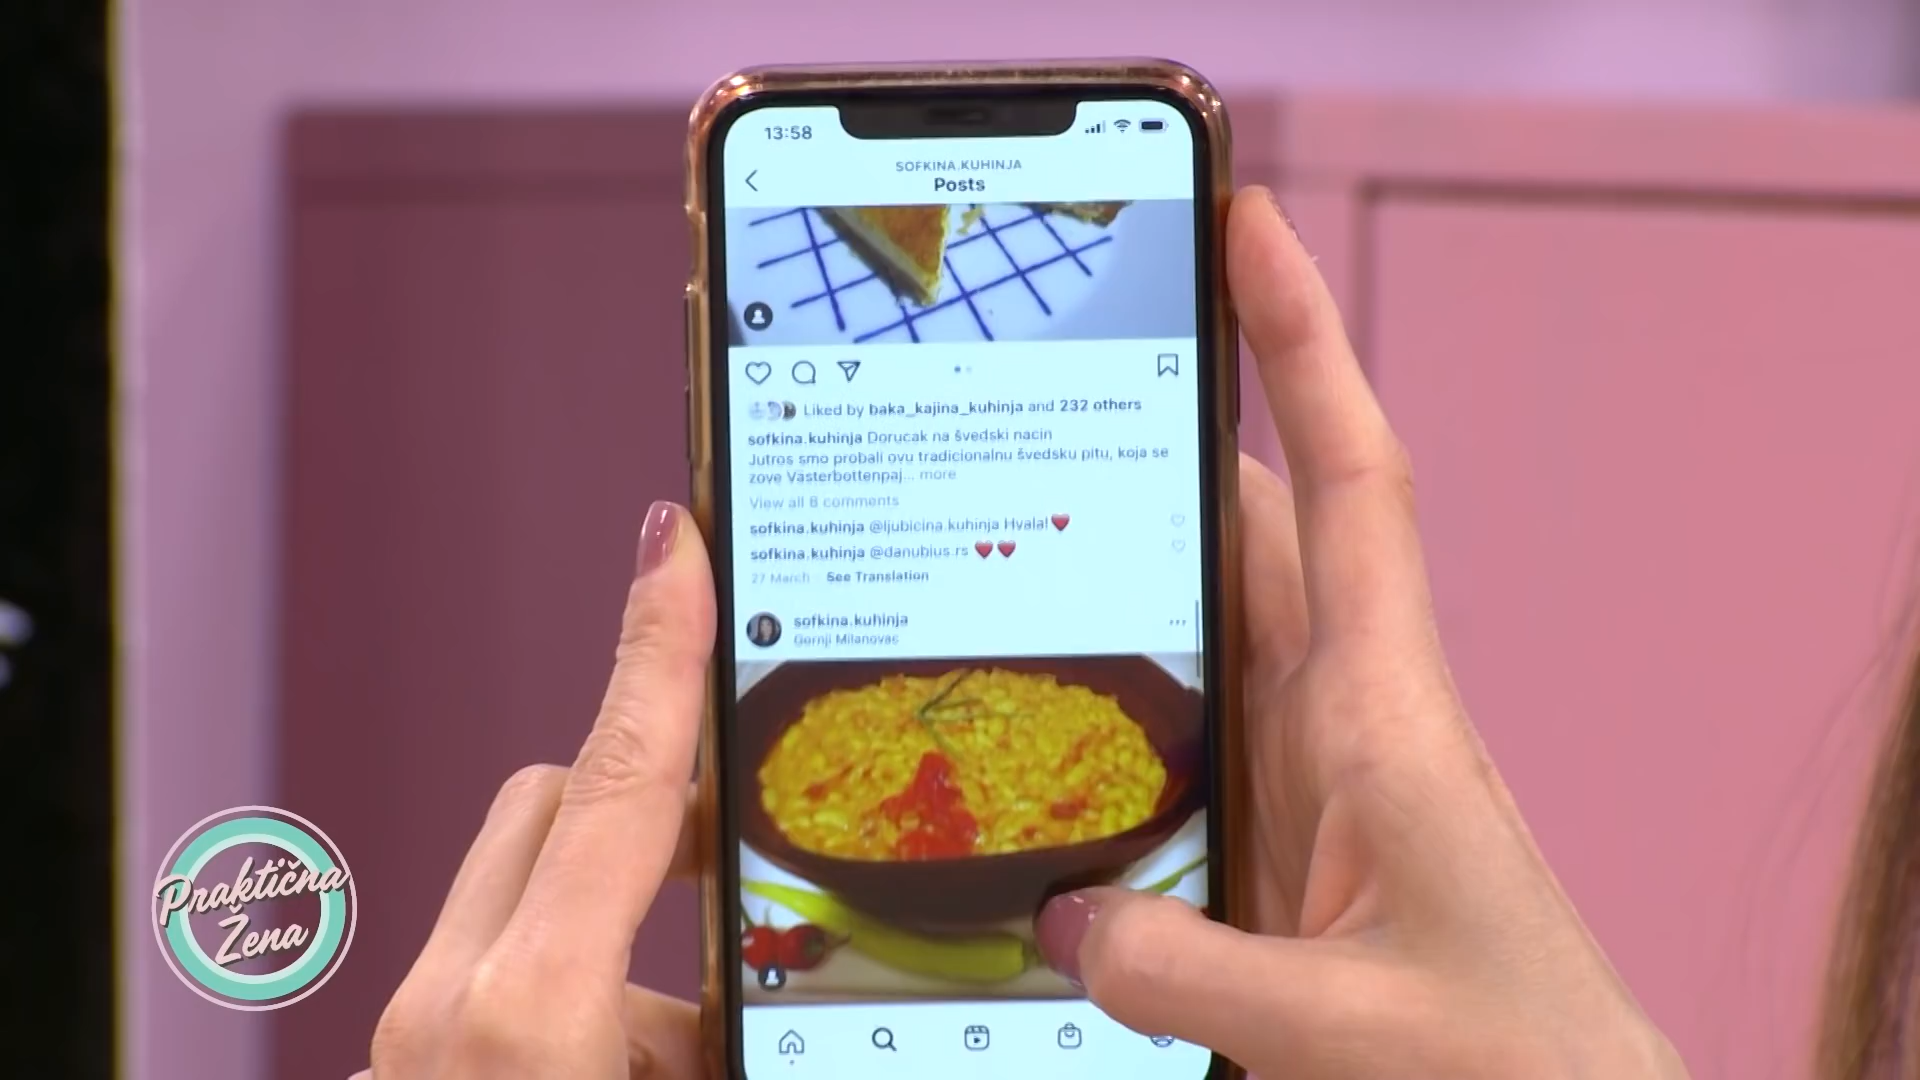 13:58
SOFKINA.KUHINJA
Posts
Liked by baka_kajina_kuhinja and 232 others
sofkina.kuhinja Dorucak na švedski nacin
Jutros smo probali ovu tradicionalnu švedsku pitu, koja se
zove Västerbottenpaj... more
View all 8 comments
sofkina.kuhinja @ljubicina.kuhinja Hvala!❤️
sofkina.kuhinja @danubius.rs ❤️❤️
27 March · See Translation
sofkina.kuhinja
Gornji Milanovac
Praktična
Žena